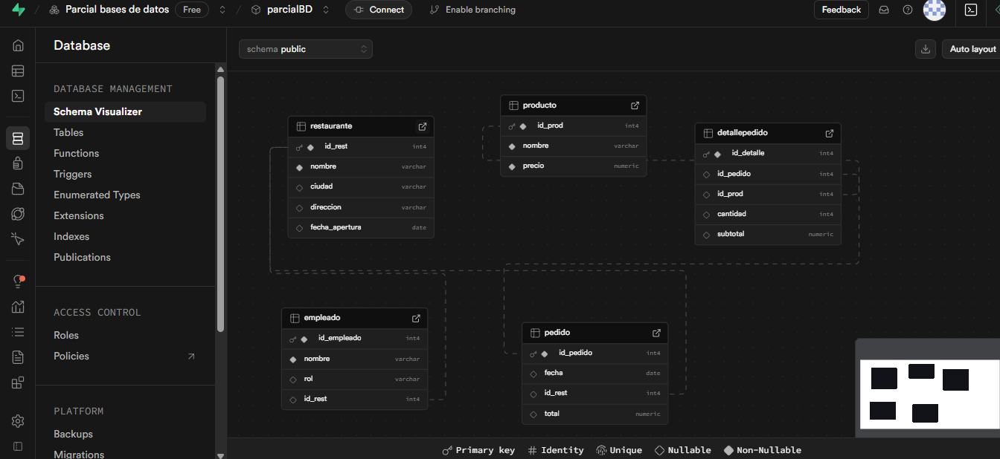 Parcial bases de datos Free / parcialBD Connect Enable branching Feedback
Database
schema public
Auto layout
DATABASE MANAGEMENT
Schema Visualizer
Tables
Functions
Triggers
Enumerated Types
Extensions
Indexes
Publications
ACCESS CONTROL
Roles
Policies
PLATFORM
Backups
Migrations
restaurante
id_rest int4
nombre varchar
ciudad varchar
direccion varchar
fecha_apertura date
producto
id_prod int4
nombre varchar
precio numeric
detallepedido
id_detalle int4
id_pedido int4
id_prod int4
cantidad int4
subtotal numeric
empleado
id_empleado int4
nombre varchar
rol varchar
id_rest int4
pedido
id_pedido int4
fecha date
id_rest int4
total numeric
Primary key # Identity Unique Nullable Non-Nullable